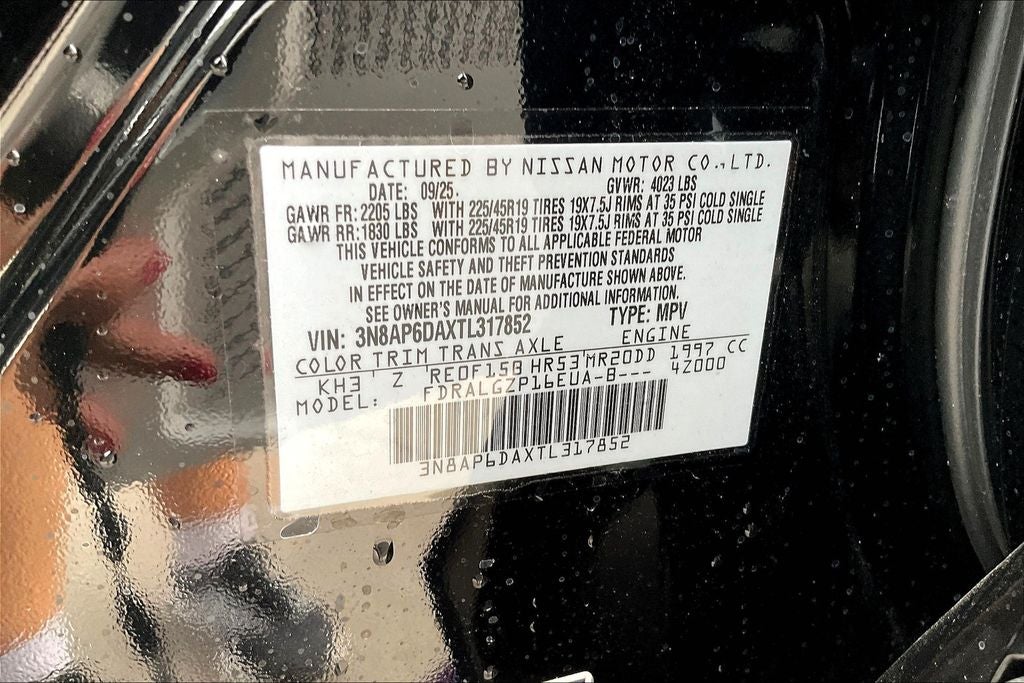 MANUFACTURED BY NISSAN MOTOR CO., LTD.
DATE: 09/25. GVWR: 4023 LBS
GAWR FR: 2205 LBS WITH 225/45R19 TIRES 19X7.5J RIMS AT 35 PSI COLD SINGLE
GAWR RR: 1830 LBS WITH 225/45R19 TIRES 19X7.5J RIMS AT 35 PSI COLD SINGLE
THIS VEHICLE CONFORMS TO ALL APPLICABLE FEDERAL MOTOR
VEHICLE SAFETY AND THEFT PREVENTION STANDARDS
IN EFFECT ON THE DATE OF MANUFACTURE SHOWN ABOVE.
SEE OWNER'S MANUAL FOR ADDITIONAL INFORMATION.
VIN: 3N8AP6DAXTL317852 TYPE: MPV
COLOR TRIM TRANS AXLE ENGINE
KH3 Z RE0F15B HR53 MR20DD 1997 CC
MODEL: FDRALGZP16EUA-B--- 4Z000
3N8AP6DAXTL317852